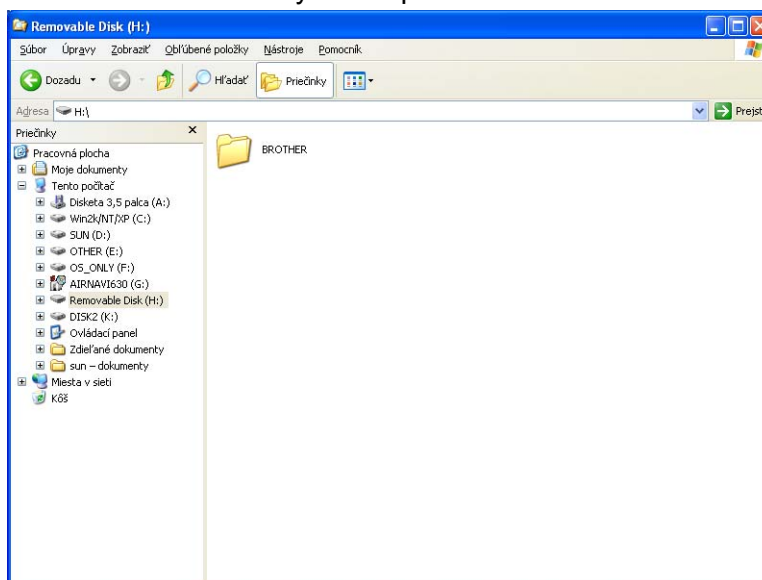 Removable Disk (H:)
Súbor Úpravy Zobraziť Obľúbené položky Nástroje Pomocník
Dozadu Hľadať Priečinky
Adresa H:\ Prejsť
Priečinky
Pracovná plocha
Moje dokumenty
Tento počítač
Disketa 3,5 palca (A:)
Win2k/NT/XP (C:)
SUN (D:)
OTHER (E:)
OS_ONLY (F:)
AIRNAVI630 (G:)
Removable Disk (H:)
DISK2 (K:)
Ovládací panel
Zdieľané dokumenty
sun – dokumenty
Miesta v sieti
Kôš
BROTHER